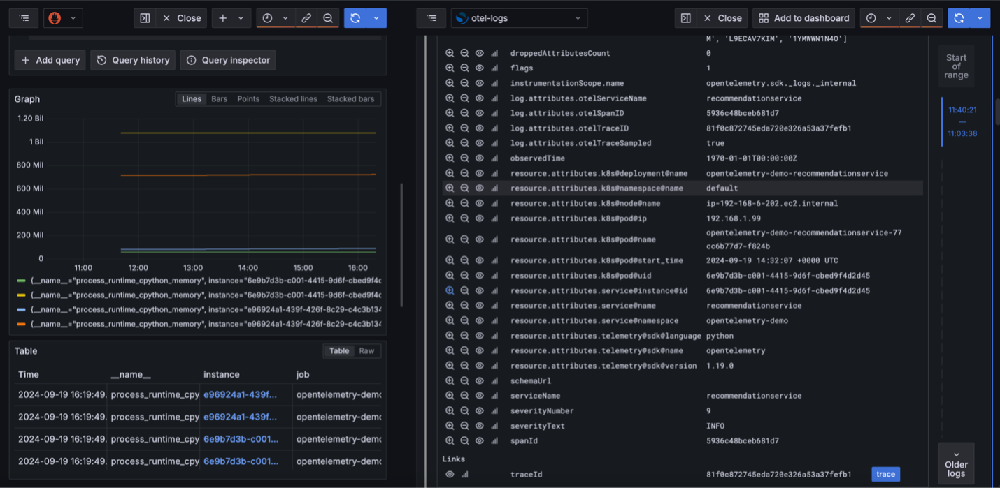 Close
Add query
Query history
Query inspector
Graph
Lines
Bars
Points
Stacked lines
Stacked bars
1.20 Bil
1 Bil
800 Mil
600 Mil
400 Mil
200 Mil
0
11:00
12:00
13:00
14:00
15:00
16:00
{__name__="process_runtime_cpython_memory", instance="6e9b7d3b-c001-4415-9d6f-cbed9f4d
{__name__="process_runtime_cpython_memory", instance="6e9b7d3b-c001-4415-9d6f-cbed9f4d
{__name__="process_runtime_cpython_memory", instance="e96924a1-439f-426f-8c29-c4c3b134
{__name__="process_runtime_cpython_memory", instance="e96924a1-439f-426f-8c29-c4c3b134
Table
Table
Raw
Time __name__ instance job
2024-09-19 16:19:49. process_runtime_cpy e96924a1-439f... opentelemetry-demo
2024-09-19 16:19:49. process_runtime_cpy e96924a1-439f... opentelemetry-demo
2024-09-19 16:19:49. process_runtime_cpy 6e9b7d3b-c001... opentelemetry-demo
2024-09-19 16:19:49. process_runtime_cpy 6e9b7d3b-c001... opentelemetry-demo
otel-logs
Close
Add to dashboard
M', 'L9ECAV7KIM', '1YMWWN1N4O']
droppedAttributesCount 0
flags 1
instrumentationScope.name opentelemetry.sdk._logs._internal
log.attributes.otelServiceName recommendationservice
log.attributes.otelSpanID 5936c48bceb681d7
log.attributes.otelTraceID 81f0c872745eda720e326a53a37fefb1
log.attributes.otelTraceSampled true
observedTime 1970-01-01T00:00:00Z
resource.attributes.k8s@deployment@name opentelemetry-demo-recommendationservice
resource.attributes.k8s@namespace@name default
resource.attributes.k8s@node@name ip-192-168-6-202.ec2.internal
resource.attributes.k8s@pod@ip 192.168.1.99
resource.attributes.k8s@pod@name opentelemetry-demo-recommendationservice-77
cc6b77d7-f824b
resource.attributes.k8s@pod@start_time 2024-09-19 14:32:07 +0000 UTC
resource.attributes.k8s@pod@uid 6e9b7d3b-c001-4415-9d6f-cbed9f4d2d45
resource.attributes.service@instance@id 6e9b7d3b-c001-4415-9d6f-cbed9f4d2d45
resource.attributes.service@name recommendationservice
resource.attributes.service@namespace opentelemetry-demo
resource.attributes.telemetry@sdk@language python
resource.attributes.telemetry@sdk@name opentelemetry
resource.attributes.telemetry@sdk@version 1.19.0
schemaUrl
serviceName recommendationservice
severityNumber 9
severityText INFO
spanId 5936c48bceb681d7
Links
traceId 81f0c872745eda720e326a53a37fefb1 trace
Start
of
range
11:40:21
—
11:03:38
Older
logs